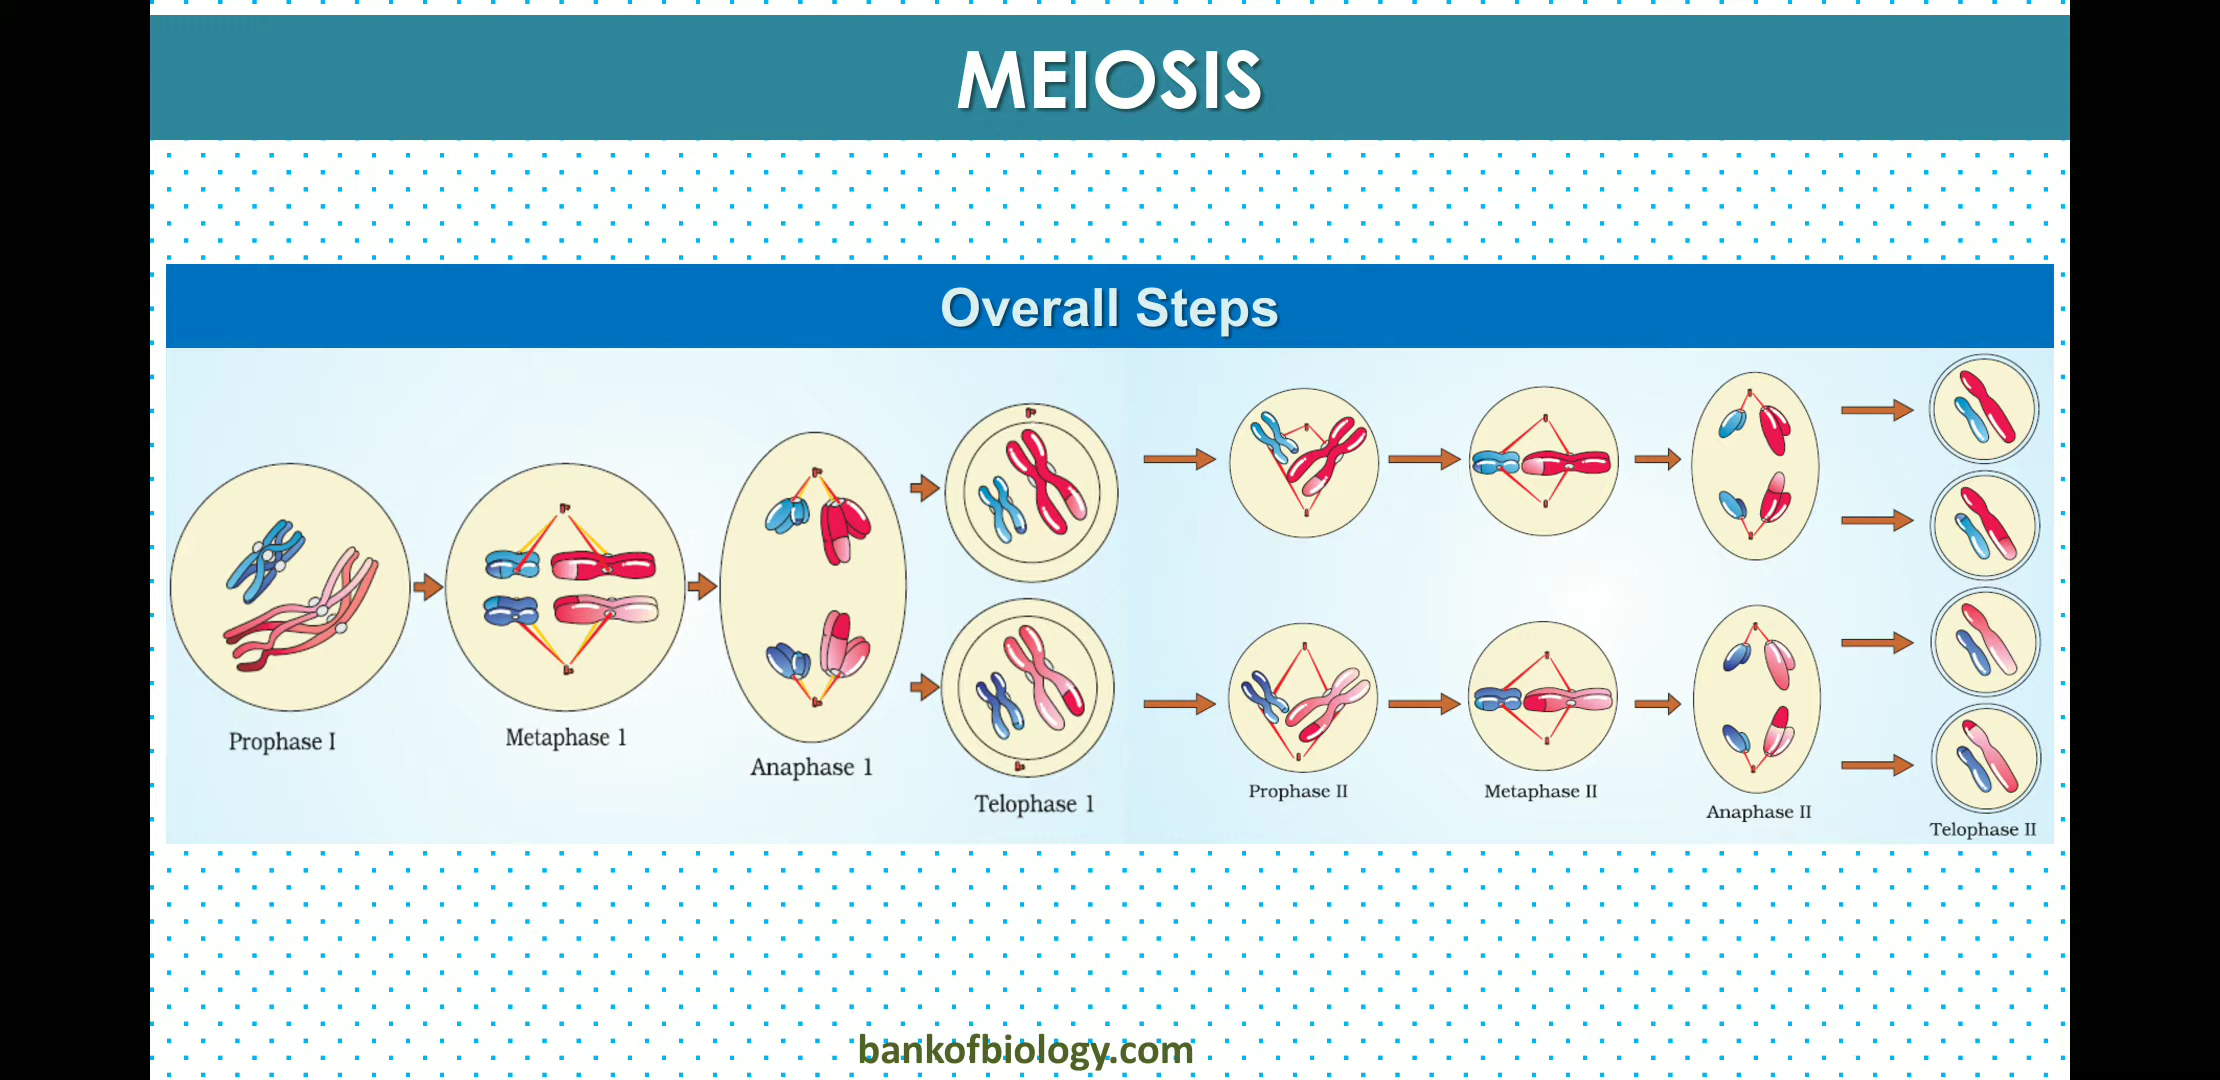 MEIOSIS
Overall Steps
Prophase I
Metaphase 1
Anaphase 1
Telophase 1
Prophase II
Metaphase II
Anaphase II
Telophase II
bankofbiology.com